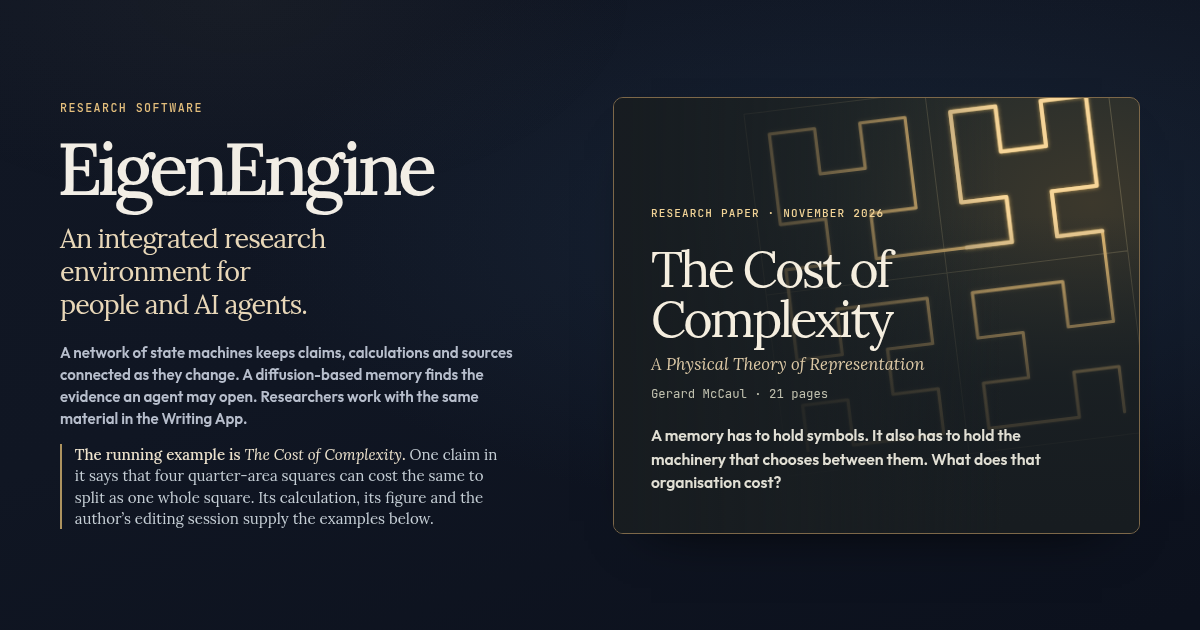 RESEARCH SOFTWARE
EigenEngine
An integrated research
environment for
people and AI agents.
A network of state machines keeps claims, calculations and sources
connected as they change. A diffusion-based memory finds the
evidence an agent may open. Researchers work with the same
material in the Writing App.
The running example is The Cost of Complexity. One claim in
it says that four quarter-area squares can cost the same to
split as one whole square. Its calculation, its figure and the
author’s editing session supply the examples below.
RESEARCH PAPER · NOVEMBER 2026
The Cost of
Complexity
A Physical Theory of Representation
Gerard McCaul · 21 pages
A memory has to hold symbols. It also has to hold the
machinery that chooses between them. What does that
organisation cost?